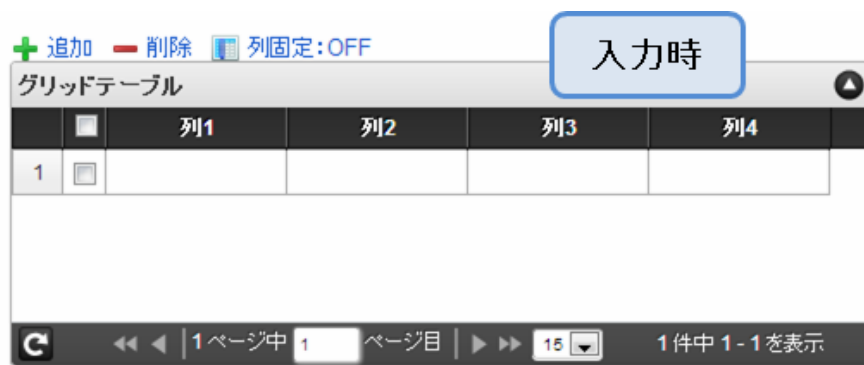 追加 削除 列固定:OFF
入力時
グリッドテーブル
列1 列2 列3 列4
1
1 ページ中 1 ページ目 15 1 件中 1 - 1 を表示